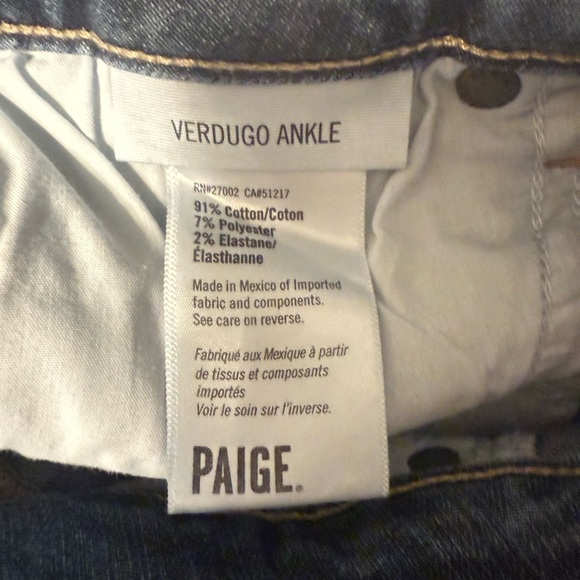 VERDUGO ANKLE
RN#27002 CA#51217
91% Cotton/Coton
7% Polyester
2% Elastane/
Élasthanne
Made in Mexico of Imported
fabric and components.
See care on reverse.
Fabriqué aux Mexique à partir
de tissus et composants
importés
Voir le soin sur l'inverse.
PAIGE.